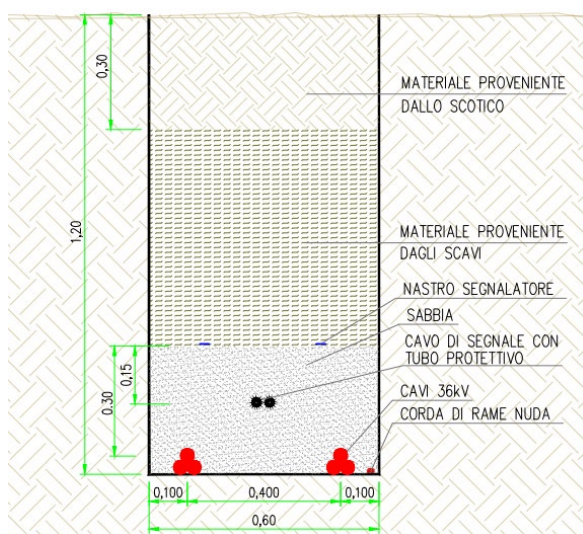 0,30
1,20
MATERIALE PROVENIENTE
DALLO SCOTICO
MATERIALE PROVENIENTE
DAGLI SCAVI
NASTRO SEGNALATORE
SABBIA
CAVO DI SEGNALE CON
TUBO PROTETTIVO
CAVI 36kV
CORDA DI RAME NUDA
0,15
0.30
0,100
0,400
0,100
0,60